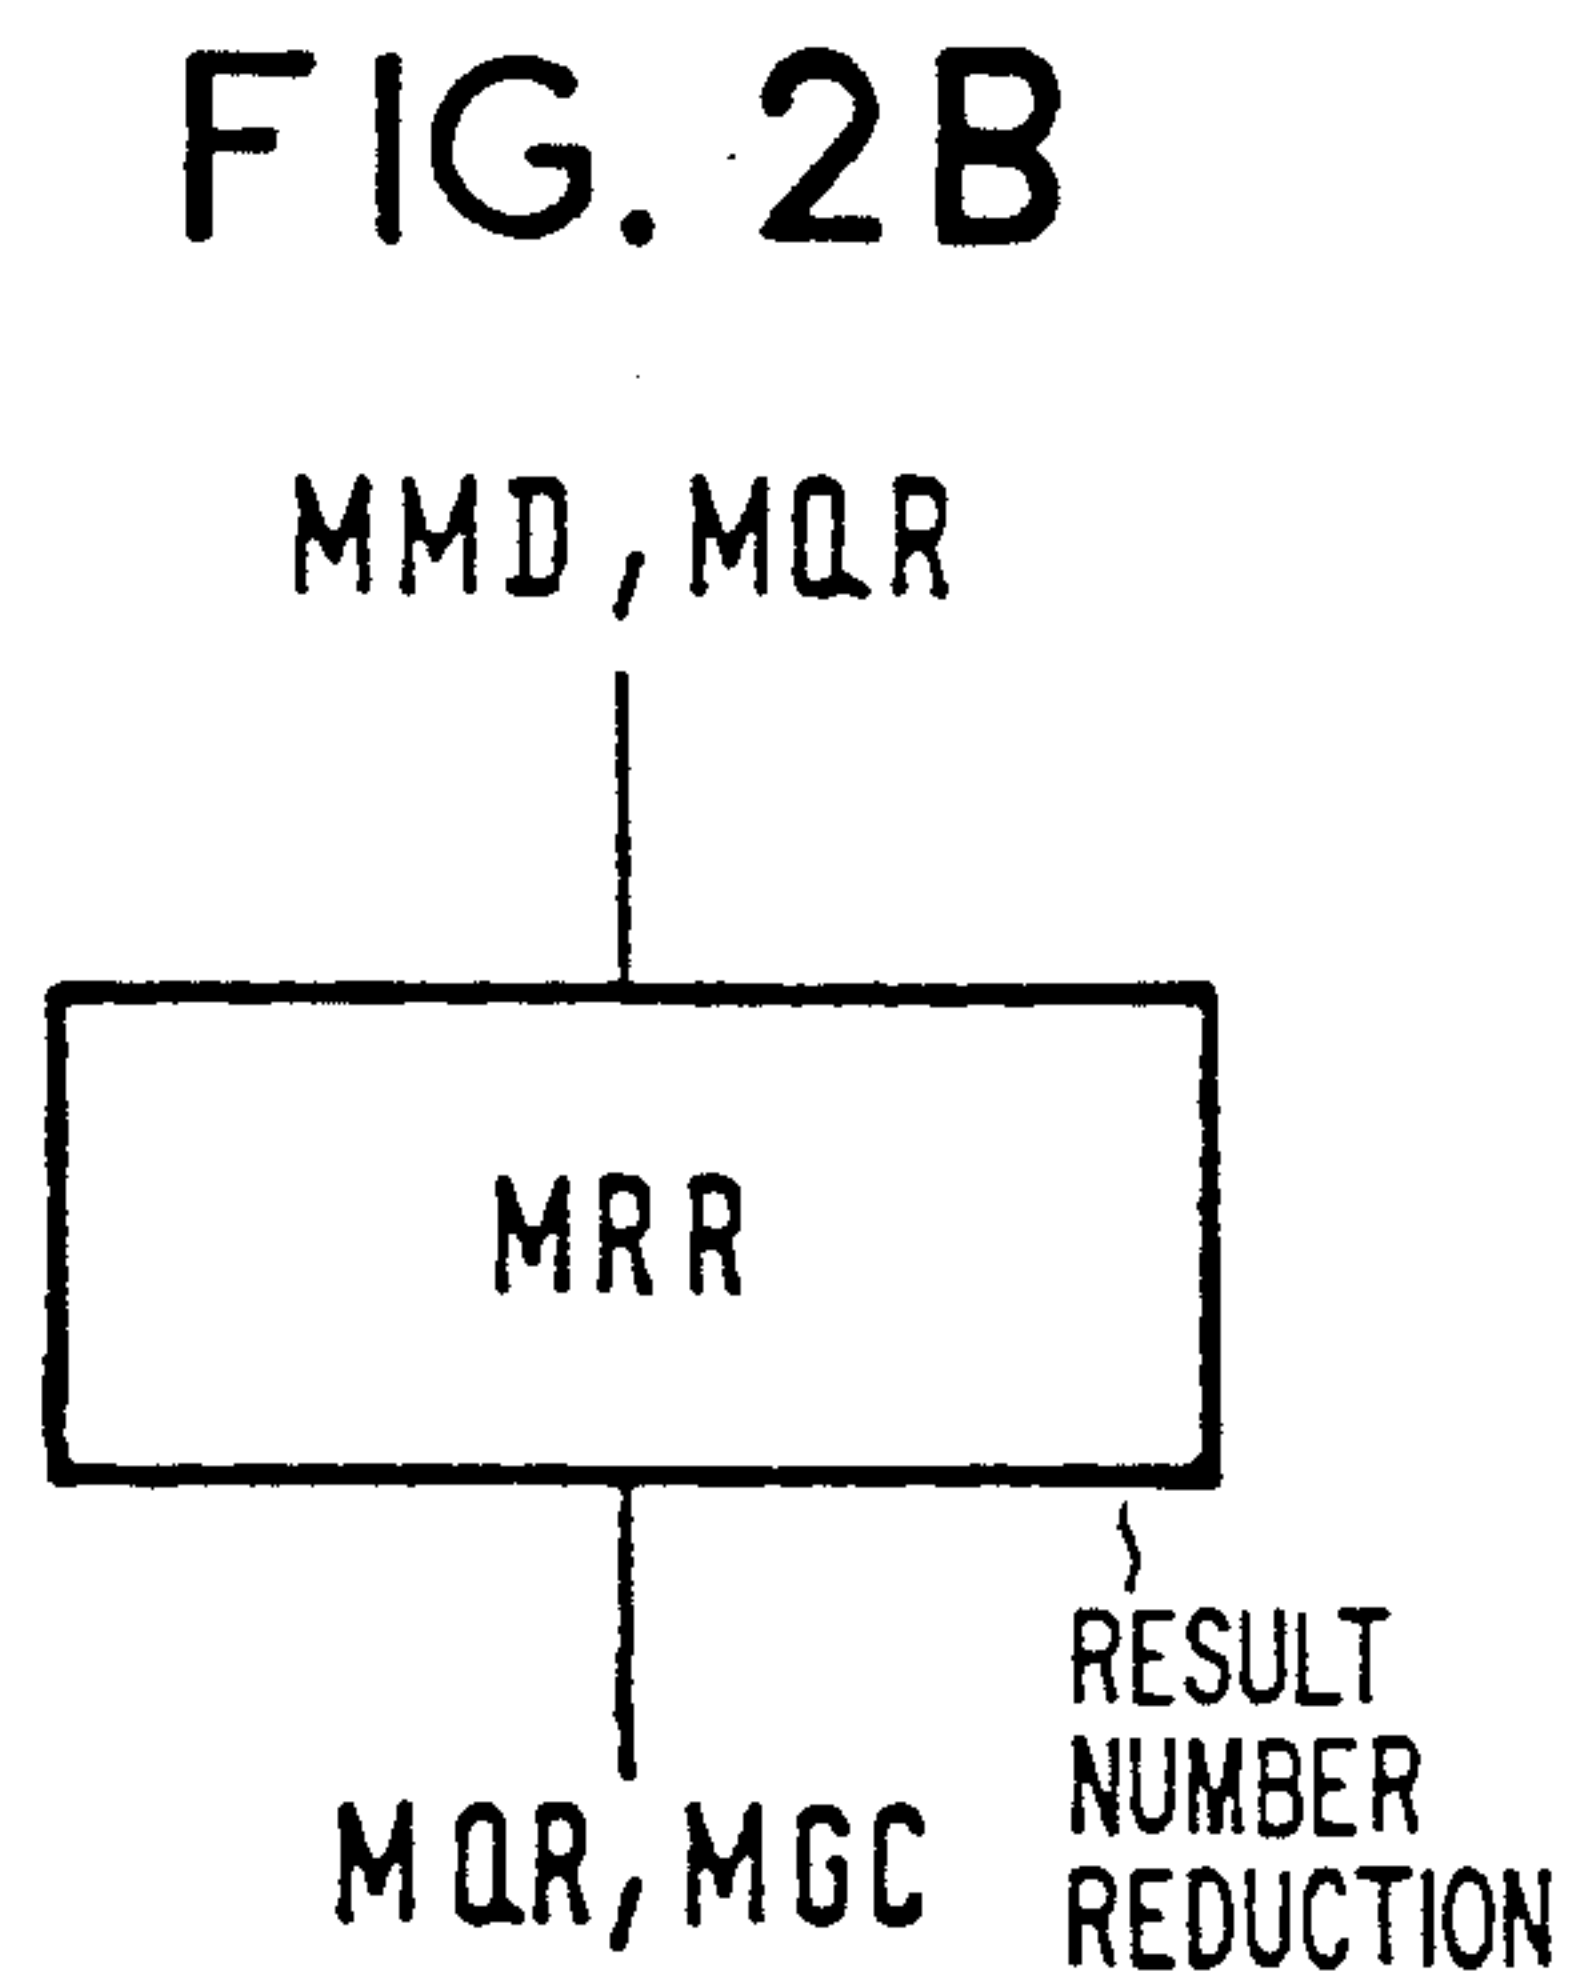 FIG. 2B
MMD,MQR
MRR
MQR,MGC
RESULT
NUMBER
REDUCTION